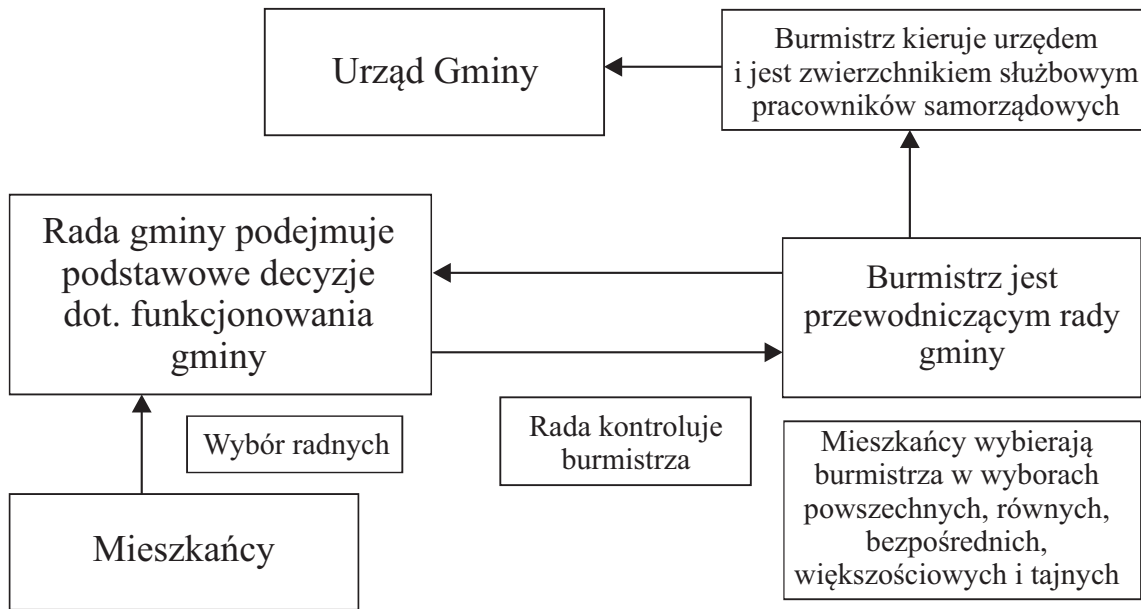 Urząd Gminy
Burmistrz kieruje urzędem
i jest zwierzchnikiem służbowym
pracowników samorządowych
Rada gminy podejmuje
podstawowe decyzje
dot. funkcjonowania
gminy
Burmistrz jest
przewodniczącym rady
gminy
Wybór radnych
Rada kontroluje
burmistrza
Mieszkańcy wybierają
burmistrza w wyborach
powszechnych, równych,
bezpośrednich,
większościowych i tajnych
Mieszkańcy